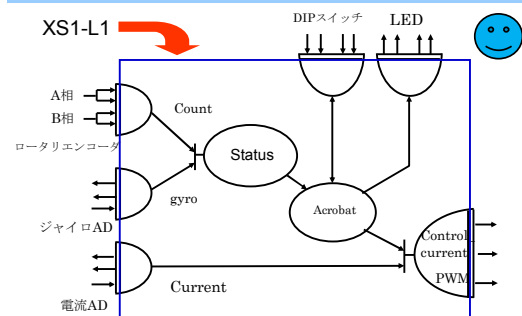 XS1-L1
DIPスイッチ
LED
A相
B相
ロータリエンコーダ
Count
Status
gyro
ジャイロAD
Acrobat
Control
current
PWM
Current
電流AD